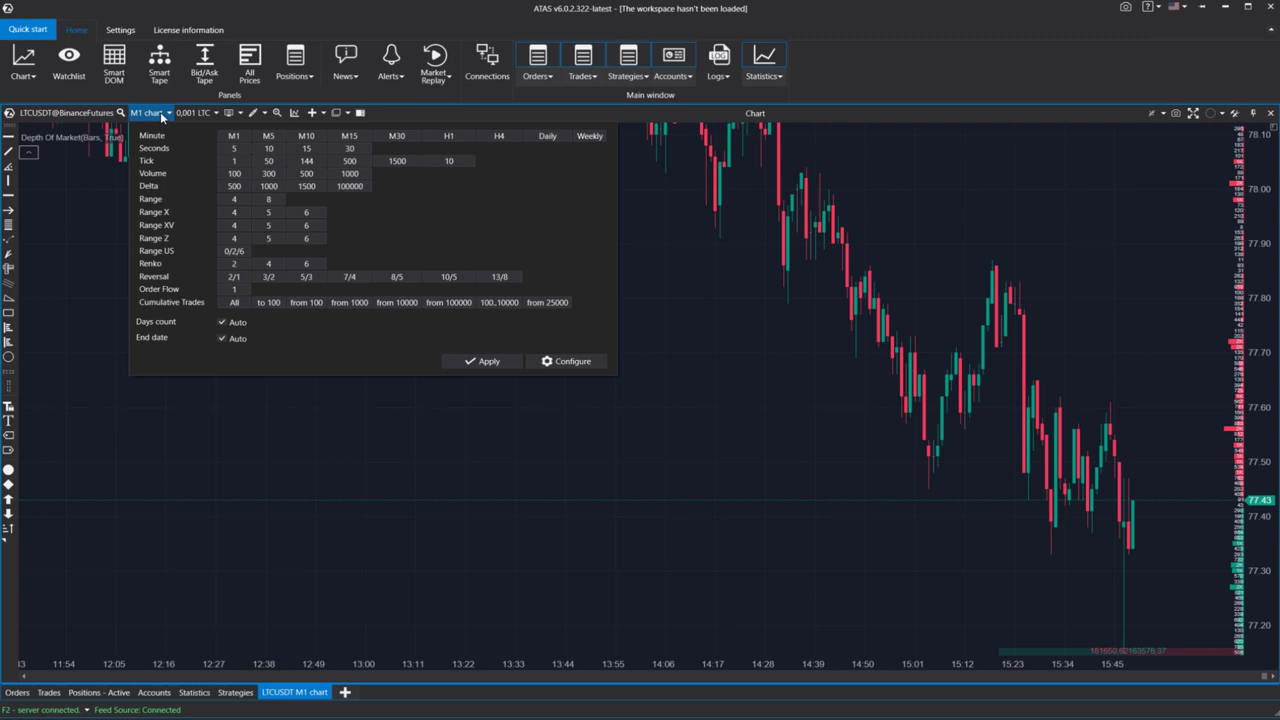 ATAS v6.0.2.322-latest - [The workspace hasn't been loaded]
Quick start Home Settings License information
Chart Watchlist Smart DOM Smart Tape Bid/Ask Tape All Prices Positions News Alerts Market Replay Connections Orders Trades Strategies Accounts LOG Logs Statistics
Panels Main window
LTCUSDT@BinanceFutures M1 chart 0,001 LTC Chart
Depth Of Market(Bars, True)
Minute M1 M5 M10 M15 M30 H1 H4 Daily Weekly
Seconds 5 10 15 30
Tick 1 50 144 500 1500 10
Volume 100 300 500 1000
Delta 500 1000 1500 100000
Range 4 8
Range X 4 5 6
Range XV 4 5 6
Range Z 4 5 6
Range US 0/2/6
Renko 2 4 6
Reversal 2/1 3/2 5/3 7/4 8/5 10/5 13/8
Order Flow 1
Cumulative Trades All to 100 from 100 from 1000 from 10000 from 100000 100..10000 from 25000
Days count Auto
End date Auto
Apply Configure
78.10
78.00
77.90
77.80
77.70
77.60
77.50
77.43
77.40
77.30
77.20
11:54 12:05 12:16 12:27 12:38 12:49 13:00 13:11 13:22 13:33 13:44 13:55 14:06 14:17 14:28 14:39 14:50 15:01 15:12 15:23 15:34 15:45
Orders Trades Positions - Active Accounts Statistics Strategies LTCUSDT M1 chart
F2 - server connected. Feed Source: Connected